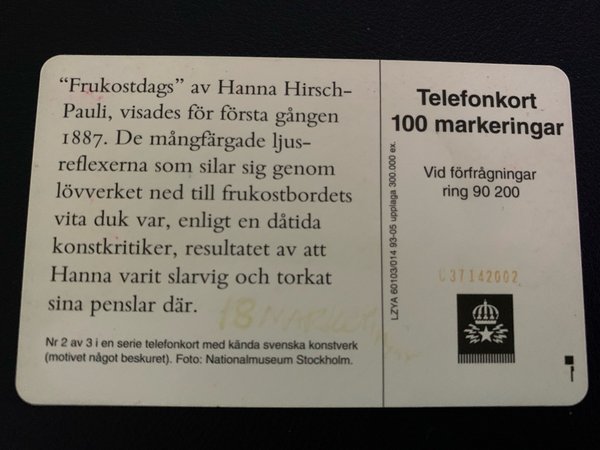 “Frukostdags” av Hanna Hirsch-
Pauli, visades för första gången
1887. De mångfärgade ljus-
reflexerna som silar sig genom
lövverket ned till frukostbordets
vita duk var, enligt en dåtida
konstkritiker, resultatet av att
Hanna varit slarvig och torkat
sina penslar där.
18
Nr 2 av 3 i en serie telefonkort med kända svenska konstverk
(motivet något beskuret). Foto: Nationalmuseum Stockholm.
LZYA 60103/014 93-05 upplaga 300.000 ex.
Telefonkort
100 markeringar
Vid förfrågningar
ring 90 200
037142002